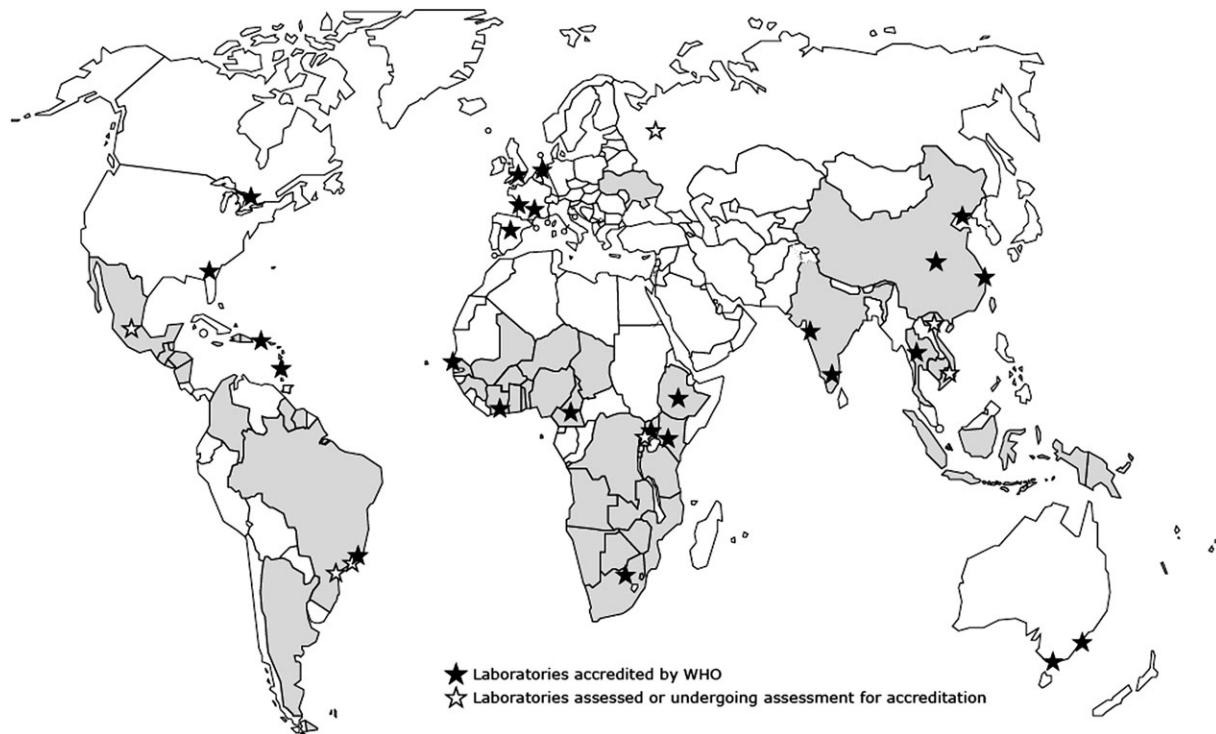 Laboratories accredited by WHO
Laboratories assessed or undergoing assessment for accreditation